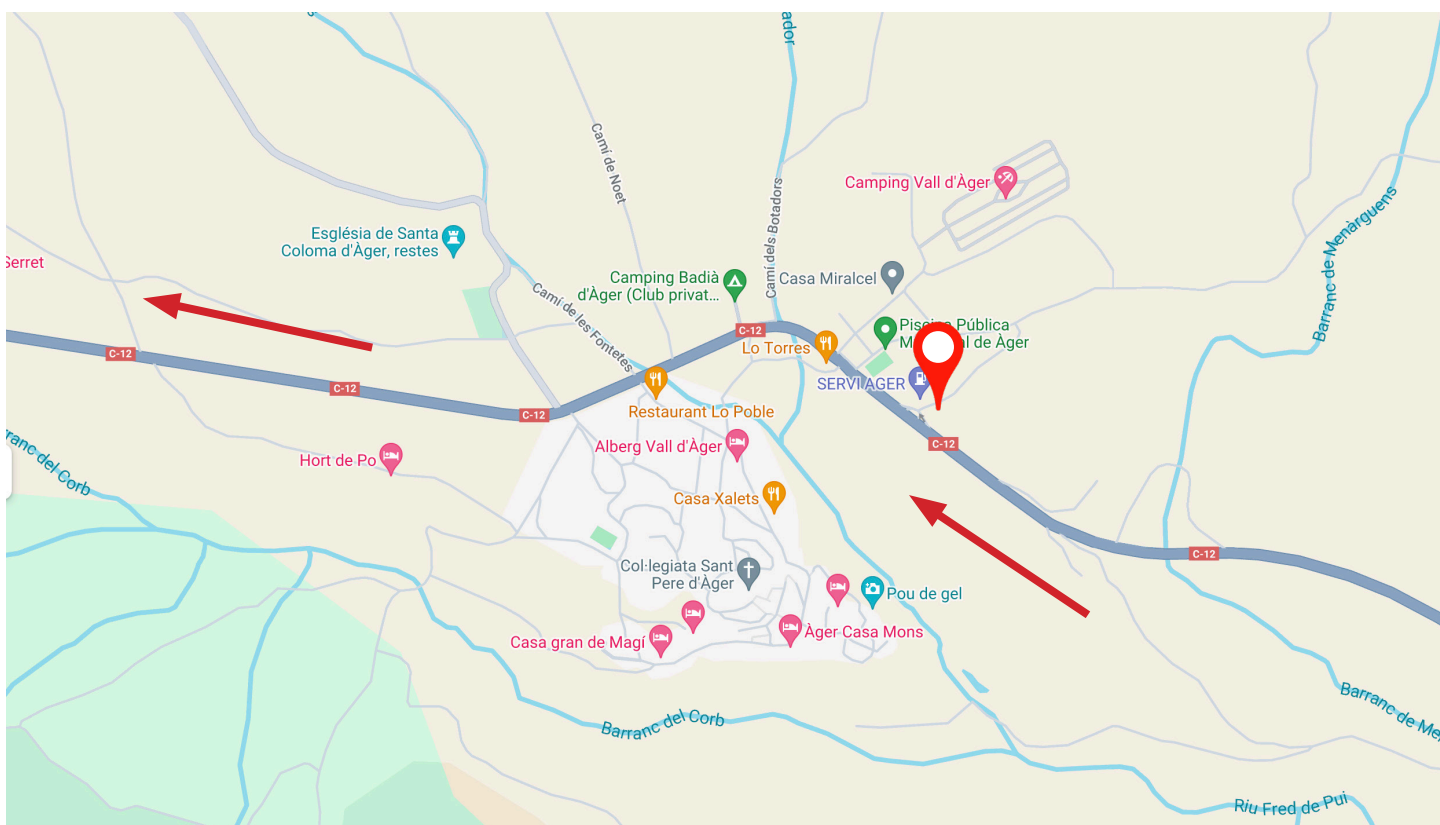 ador
Camí de Noet
Camping Vall d'Àger
Camí dels Botadors
Barranc de Menàrguens
Església de Santa
Coloma d'Àger, restes
Serret
Camping Badià
d'Àger (Club privat...
Casa Miralcel
Camí de les Fontetes
C-12
Lo Torres
Pública
al de Àger
C-12
SERVI AGER
C-12
Restaurant Lo Poble
C-12
C-12
Alberg Vall d'Àger
Hort de Po
arranc del Corb
Casa Xalets
C-12
Col·legiata Sant
Pere d'Àger
Pou de gel
Àger Casa Mons
Casa gran de Magí
Barranc del Corb
Barranc de Me
Riu Fred de Pui